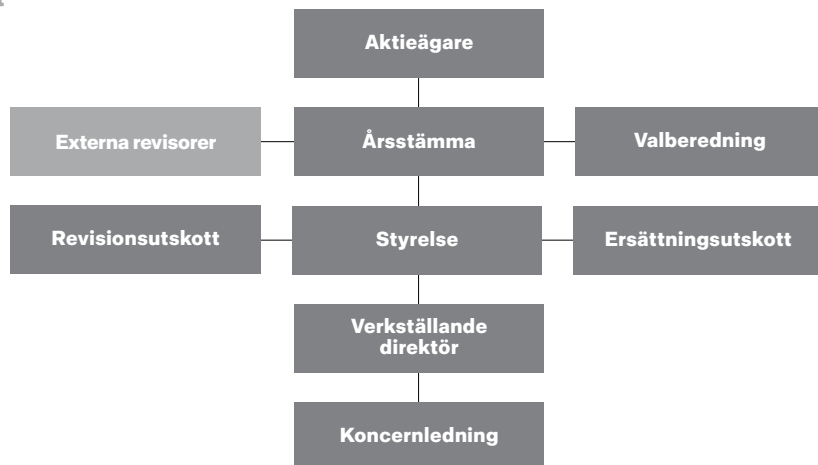 Aktieägare
Externa revisorer
Årsstämma
Valberedning
Revisionsutskott
Styrelse
Ersättningsutskott
Verkställande
direktör
Koncernledning